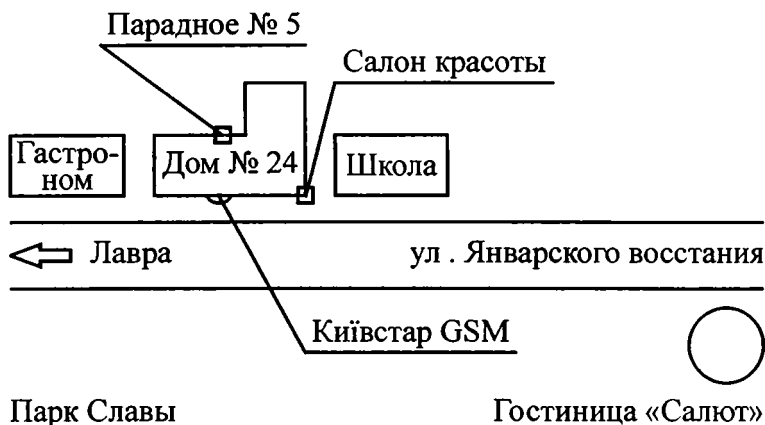 Парадное № 5
Салон красоты
Гастро-
ном
Дом № 24
Школа
Лавра
ул . Январского восстания
Київстар GSM
Парк Славы
Гостиница «Салют»